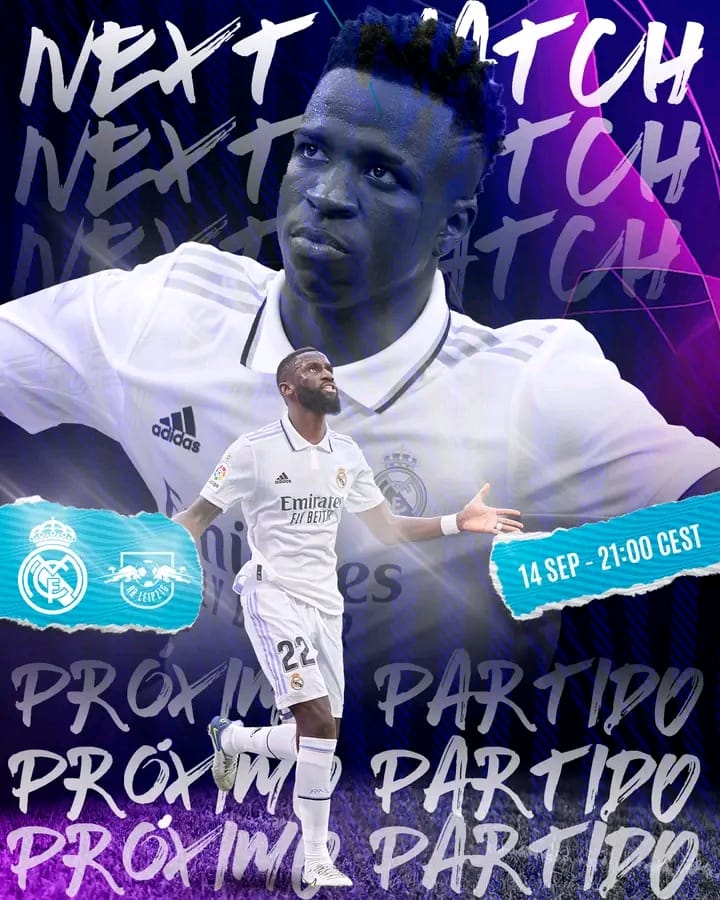 NEXT MATCH
NEXT MATCH
NEXT MATCH
adidas
Emirates
FLY BETTER
RB LEIPZIG
14 SEP - 21:00 CEST
22
PRÓXIMO PARTIDO
PRÓXIMO PARTIDO
PRÓXIMO PARTIDO